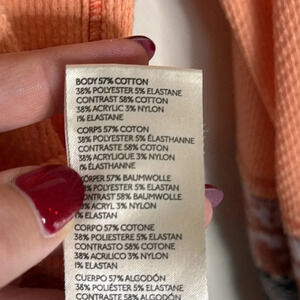 BODY 57% COTTON
38% POLYESTER 5% ELASTANE
CONTRAST 58% COTTON
38% ACRYLIC 3% NYLON
1% ELASTANE
CORPS 57% COTON
38% POLYESTER 5% ÉLASTHANNE
CONTRASTE 58% COTON
38% ACRYLIQUE 3% NYLON
1% ÉLASTHANNE
KÖRPER 57% BAUMWOLLE
38% POLYESTER 5% ELASTAN
CONTRAST 58% BAUMWOLLE
38% ACRYL 3% NYLON
1% ELASTAN
CORPO 57% COTONE
38% POLIESTERE 5% ELASTAN
CONTRASTO 58% COTONE
38% ACRILICO 3% NYLON
1% ELASTAN
CUERPO 57% ALGODÓN
38% POLIÉSTER 5% ELASTANO
CONTRASTE 58% ALGODÓN